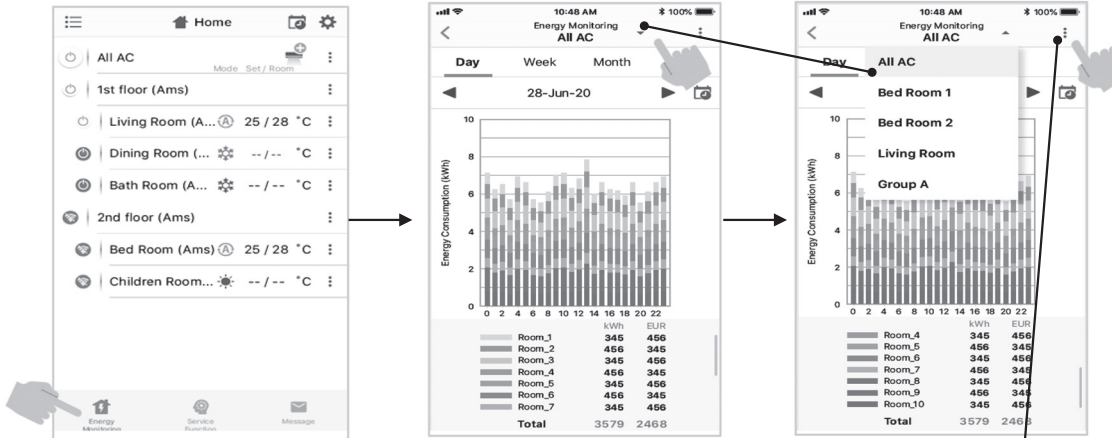 Home
All AC
Mode Set / Room
1st floor (Ams)
Living Room (A... A 25 / 28 °C
Dining Room (... --/-- °C
Bath Room (A... --/-- °C
2nd floor (Ams)
Bed Room (Ams) A 25 / 28 °C
Children Room... --/-- °C
Energy Monitoring
Service Function
Message
10:48 AM 100%
Energy Monitoring
All AC
Day Week Month
28-Jun-20
Energy Consumption (kWh)
10
8
6
4
2
0
0 2 4 6 8 10 12 14 16 18 20 22
kWh EUR
Room_1 345 456
Room_2 456 345
Room_3 345 456
Room_4 456 345
Room_5 345 456
Room_6 456 345
Room_7 345 456
Total 3579 2468
10:48 AM 100%
Energy Monitoring
All AC
Day
All AC
Bed Room 1
Bed Room 2
Living Room
Group A
Energy Consumption (kWh)
10
8
6
4
2
0
0 2 4 6 8 10 12 14 16 18 20 22
kWh EUR
Room_4 345 456
Room_5 456 345
Room_6 345 456
Room_7 456 345
Room_8 345 456
Room_9 456 345
Room_10 345 456
Total 3579 2468